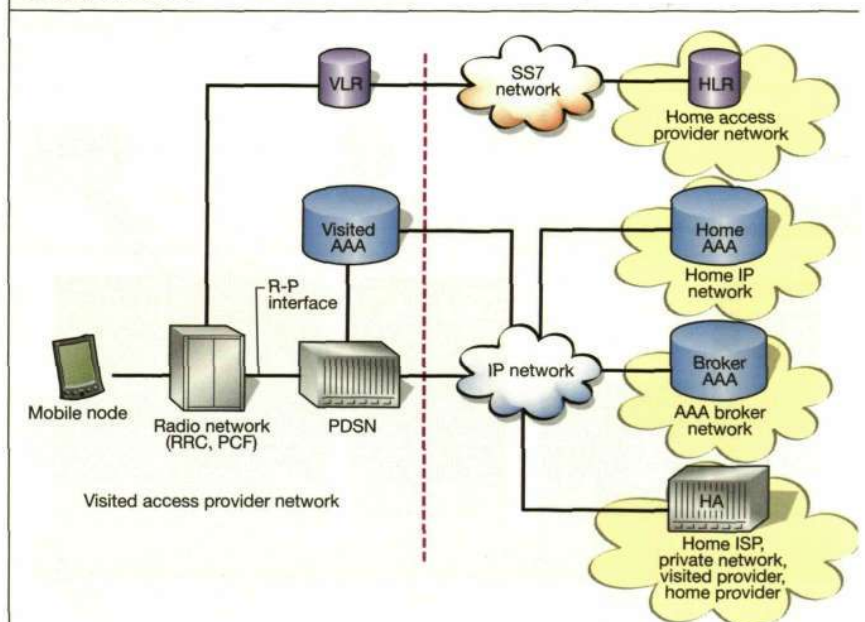 VLR
SS7
network
HLR
Home access
provider network
Visited
AAA
Home
AAA
Home IP
network
R-P
interface
IP network
Broker
AAA
AAA broker
network
Mobile node
Radio network
(RRC, PCF)
PDSN
Visited access provider network
HA
Home ISP,
private network,
visited provider,
home provider